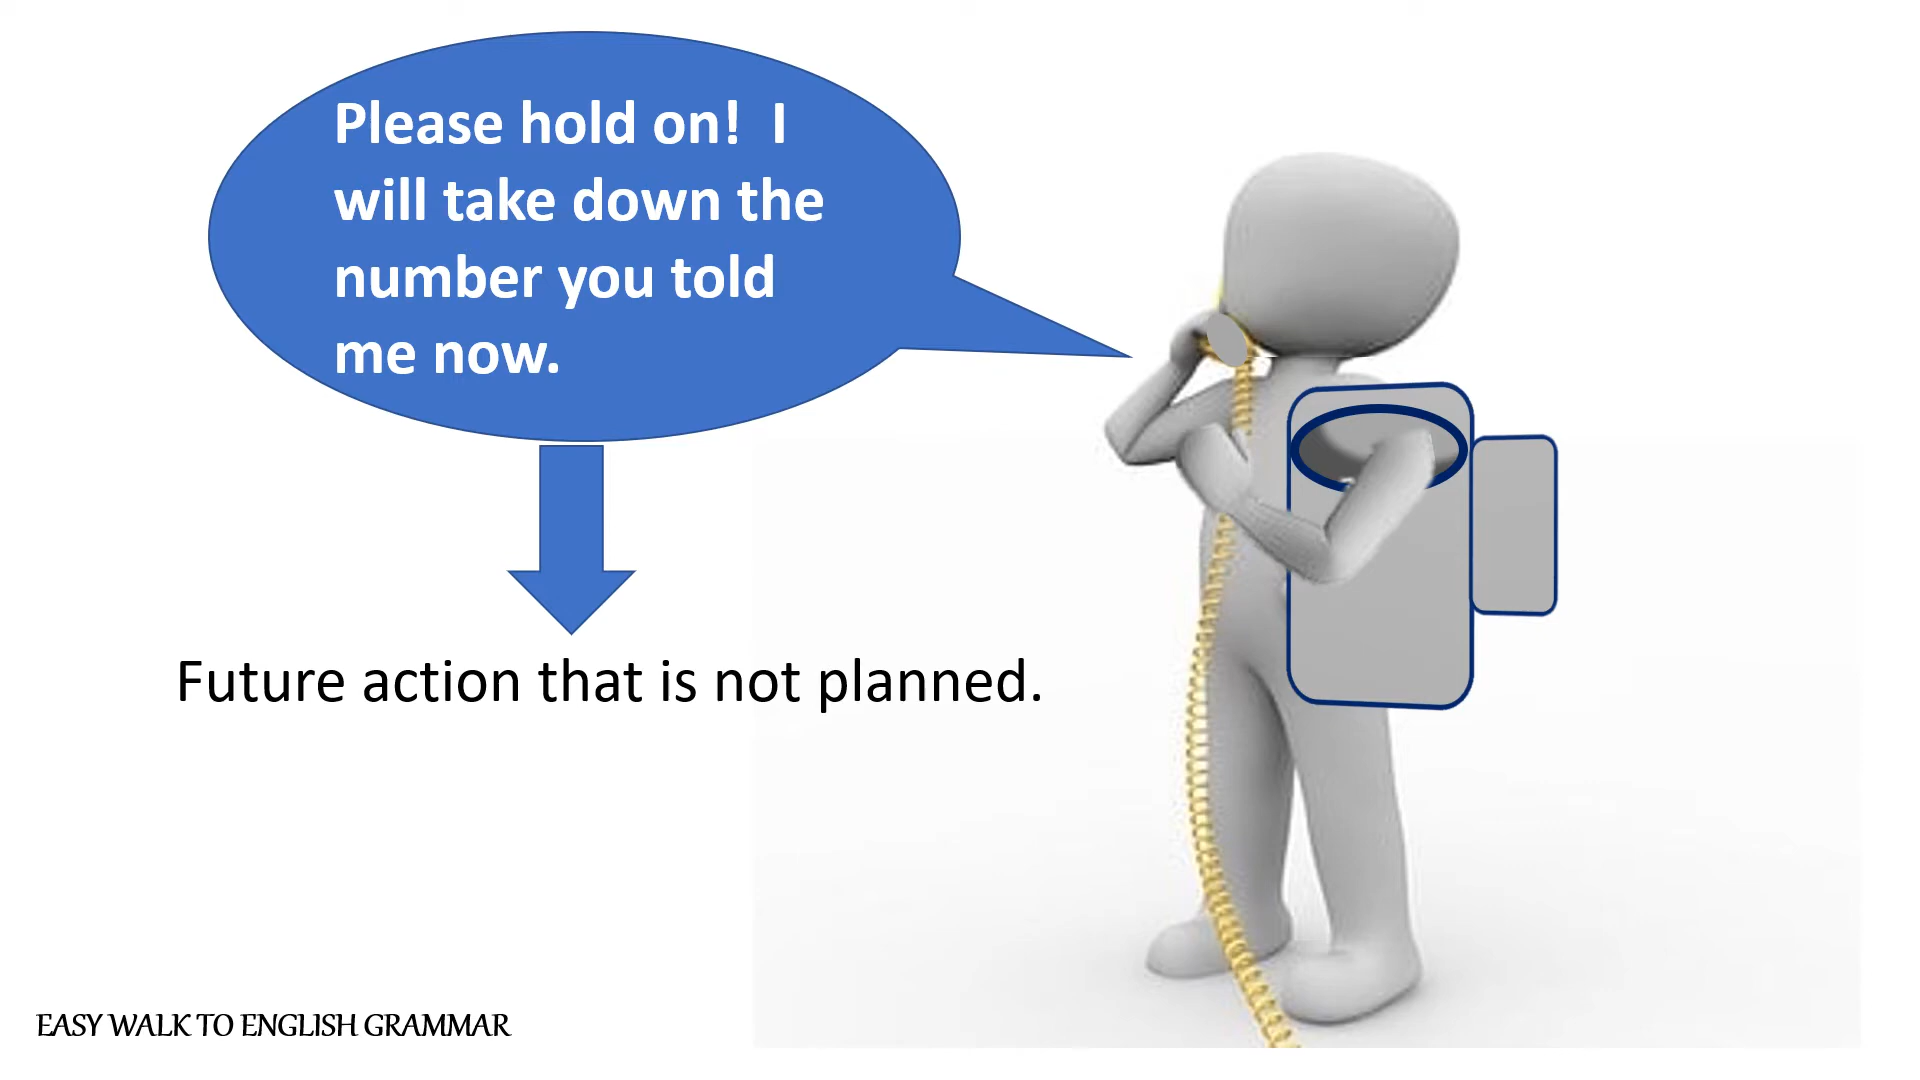 Please hold on!  I
will take down the
number you told
me now.
Future action that is not planned.
EASY WALK TO ENGLISH GRAMMAR